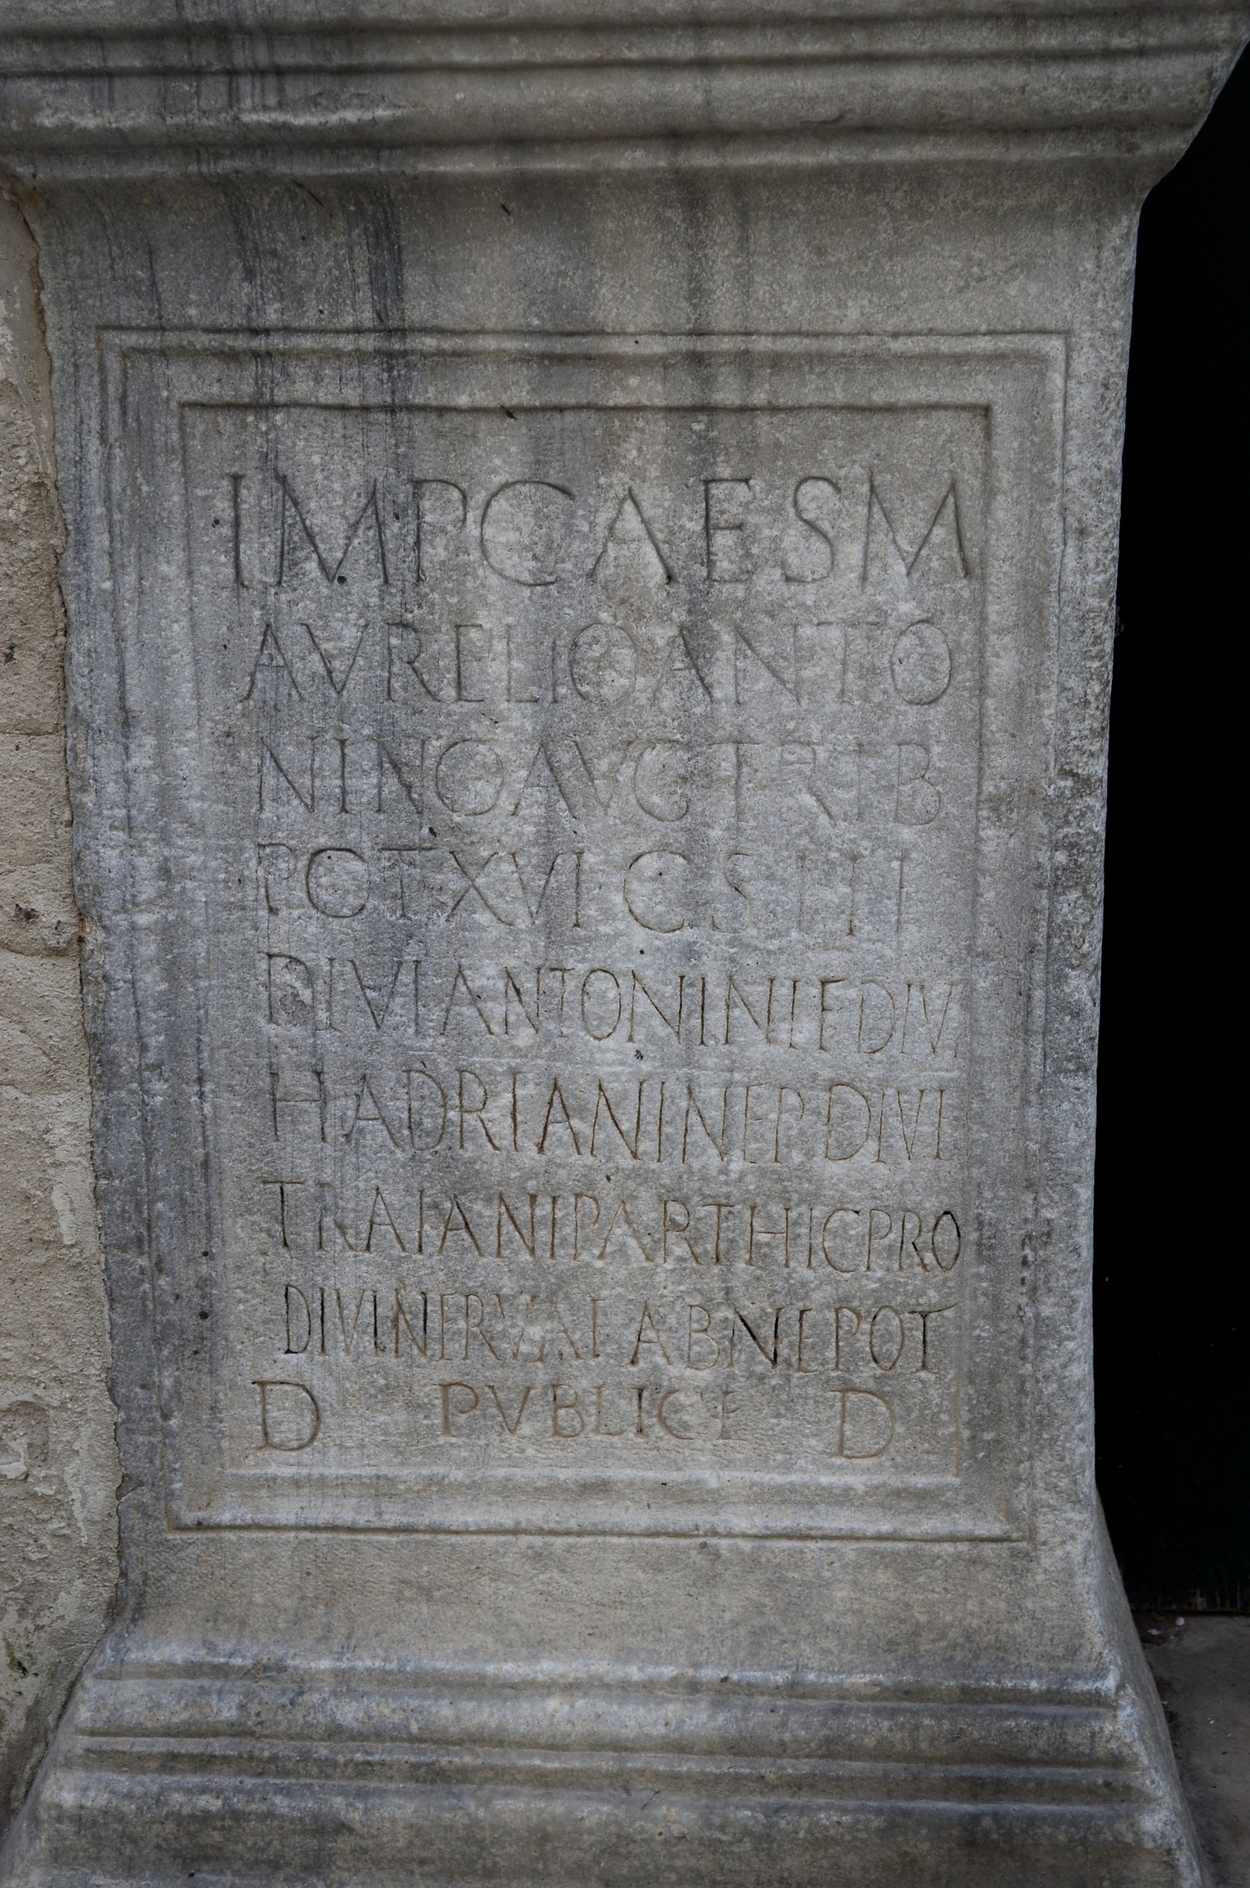 IMPCAESM
AVRELIOANTO
NINOAVGTRIB
POTXVICOSIII
DIVIANTONINIFDIVI
HADRIANINEPDIVI
TRAIANIPARTHICPRO
DIVINERVAEABNEPOT
D PVBLICE D